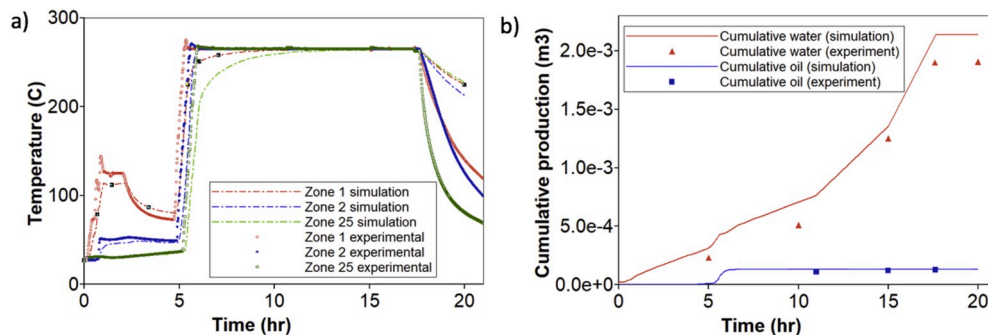 a)
Temperature (C)
300
200
100
0
Zone 1 simulation
Zone 2 simulation
Zone 25 simulation
Zone 1 experimental
Zone 2 experimental
Zone 25 experimental
0 5 10 15 20
Time (hr)
b)
Cumulative production (m3)
2.0e-3
1.5e-3
1.0e-3
5.0e-4
0.0e+0
Cumulative water (simulation)
Cumulative water (experiment)
Cumulative oil (simulation)
Cumulative oil (experiment)
0 5 10 15 20
Time (hr)